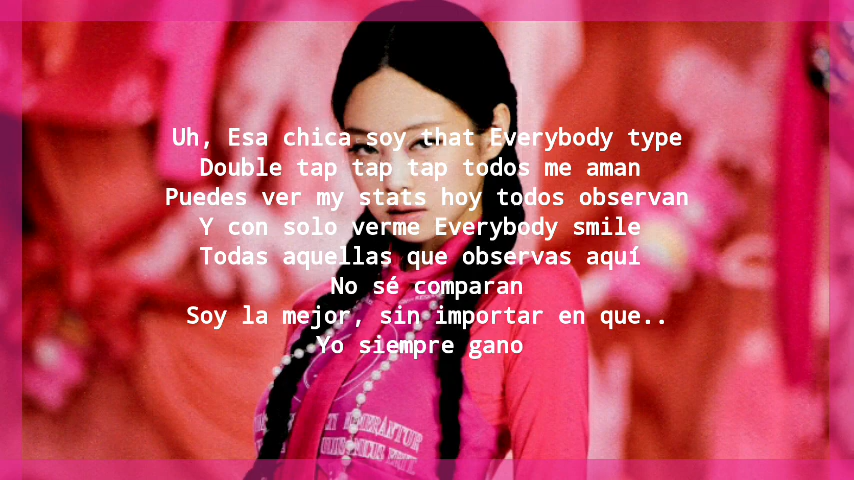 Uh, Esa chica soy that Everybody type
Double tap tap tap todos me aman
Puedes ver my stats hoy todos observan
Y con solo verme Everybody smile
Todas aquellas que observas aquí
No sé comparan
Soy la mejor, sin importar en que..
Yo siempre gano